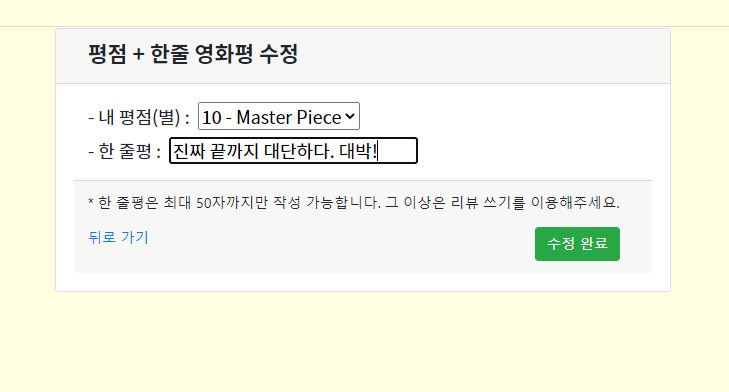 평점 + 한줄 영화평 수정
- 내 평점(별) : 10 - Master Piece
- 한 줄평 : 진짜 끝까지 대단하다. 대박!
* 한 줄평은 최대 50자까지만 작성 가능합니다. 그 이상은 리뷰 쓰기를 이용해주세요.
뒤로 가기 수정 완료